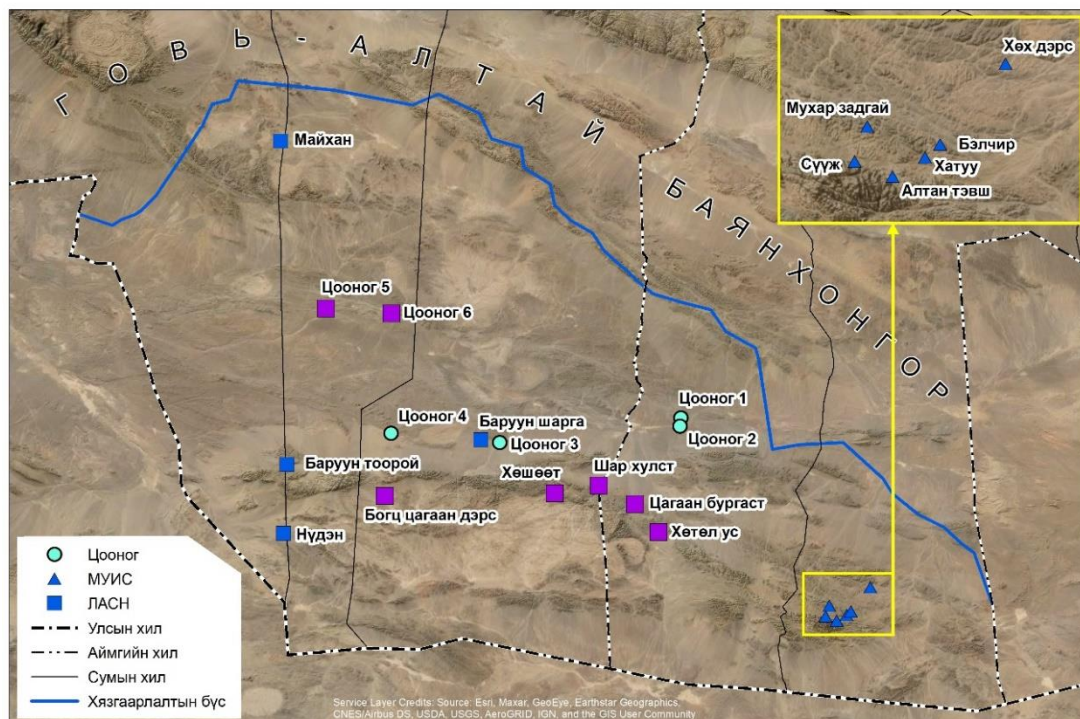 ГОВЬ-АЛТАЙ
БАЯНХОНГОР
Хөх дэрс
Мухар задгай
Бэлчир
Сүүж
Хатуу
Алтан тэвш
Майхан
Цооног 5
Цооног 6
Цооног 1
Цооног 4
Баруун шарга
Цооног 2
Цооног 3
Баруун тоорой
Хөшөөт
Шар хулст
Богц цагаан дэрс
Цагаан бургаст
Нүдэн
Хөтөл ус
Цооног
МУИС
ЛАСН
Улсын хил
Аймгийн хил
Сумын хил
Хязгаарлалтын бүс
Service Layer Credits: Source: Esri, Maxar, GeoEye, Earthstar Geographics,
CNES/Airbus DS, USDA, USGS, AeroGRID, IGN, and the GIS User Community